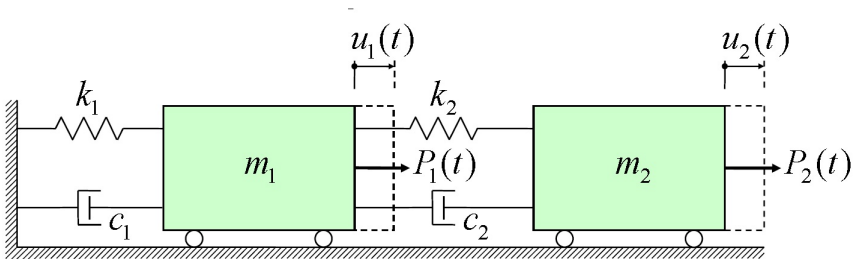 u₁(t) u₂(t)
k₁ k₂
m₁ P₁(t) m₂ P₂(t)
c₁ c₂